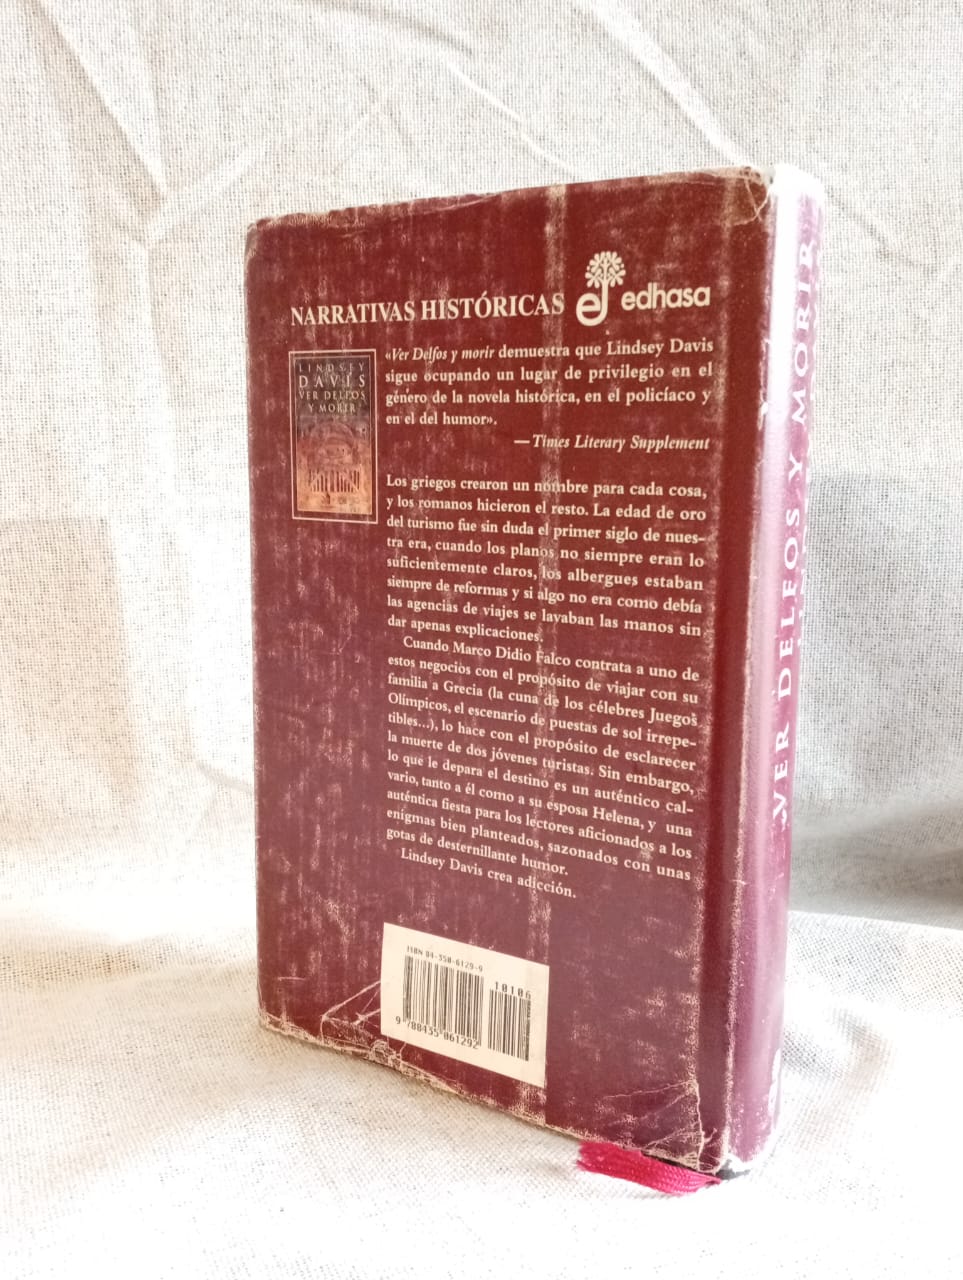 NARRATIVAS HISTÓRICAS edhasa
LINDSEY
DAVIS
VER DELFOS
Y MORIR
«Ver Delfos y morir demuestra que Lindsey Davis
sigue ocupando un lugar de privilegio en el
género de la novela histórica, en el policíaco y
en el del humor».
— Times Literary Supplement
Los griegos crearon un nombre para cada cosa,
y los romanos hicieron el resto. La edad de oro
del turismo fue sin duda el primer siglo de nues-
tra era, cuando los planos no siempre eran lo
suficientemente claros, los albergues estaban
siempre de reformas y si algo no era como debía
las agencias de viajes se lavaban las manos sin
dar apenas explicaciones.
Cuando Marco Didio Falco contrata a uno de
estos negocios con el propósito de viajar con su
familia a Grecia (la cuna de los célebres Juegos
Olímpicos, el escenario de puestas de sol irrepe-
tibles...), lo hace con el propósito de esclarecer
la muerte de dos jóvenes turistas. Sin embargo,
lo que le depara el destino es un auténtico cal-
vario, tanto a él como a su esposa Helena, y una
auténtica fiesta para los lectores aficionados a los
enigmas bien planteados, sazonados con unas
gotas de desternillante humor.
Lindsey Davis crea adicción.
ISBN 84-350-6129-9
10106
9 788435 061292
VER DELFOS Y MORIR